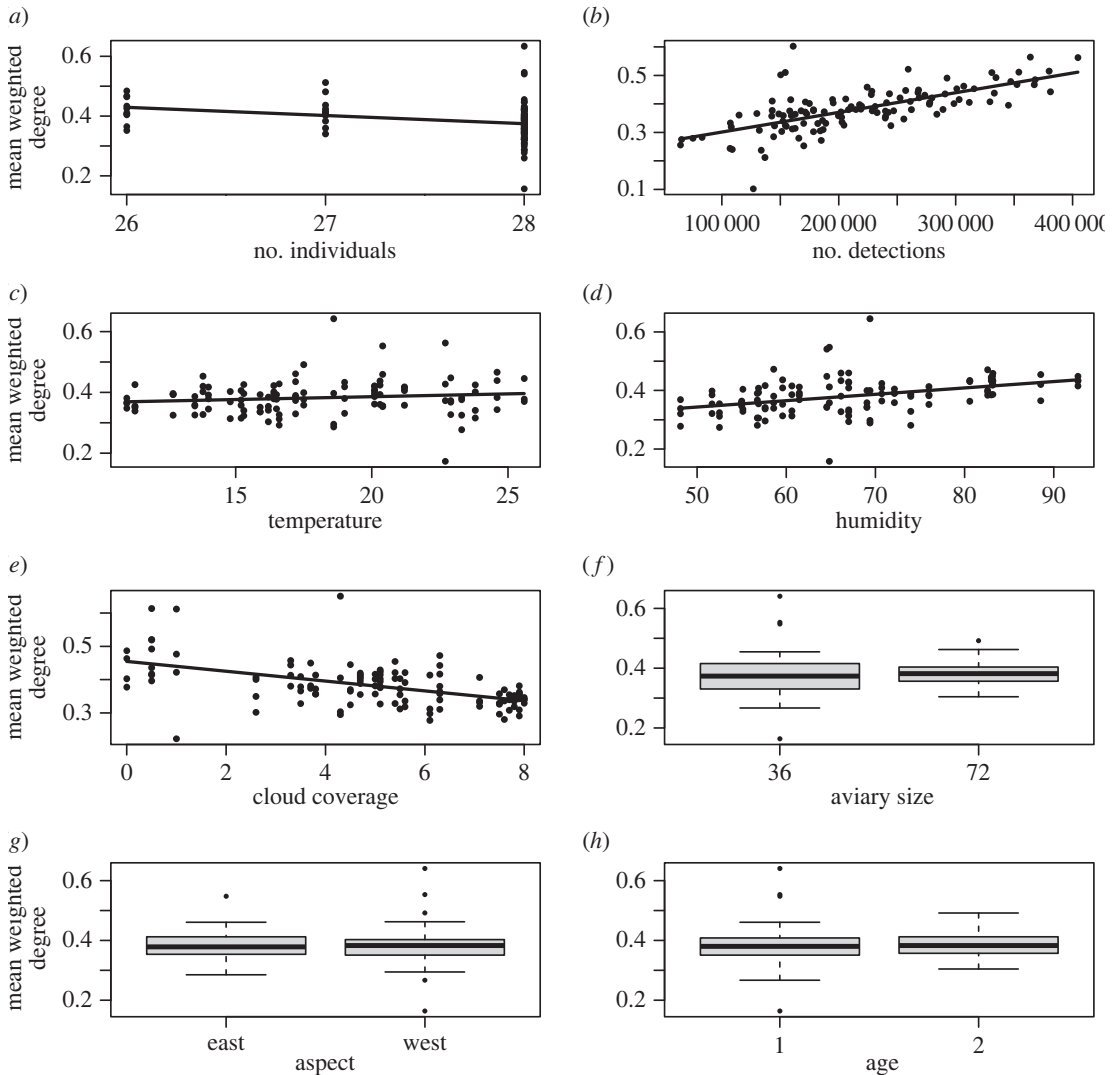 a)
mean weighted
degree
0.6
0.4
0.2
26
27
28
no. individuals
(b)
0.5
0.3
0.1
100 000
200 000
300 000
400 000
no. detections
c)
mean weighted
degree
0.6
0.4
0.2
15
20
25
temperature
(d)
0.6
0.4
0.2
50
60
70
80
90
humidity
e)
mean weighted
degree
0.5
0.3
0
2
4
6
8
cloud coverage
(f)
0.6
0.4
0.2
36
72
aviary size
g)
mean weighted
degree
0.6
0.4
0.2
east
west
aspect
(h)
0.6
0.4
0.2
1
2
age